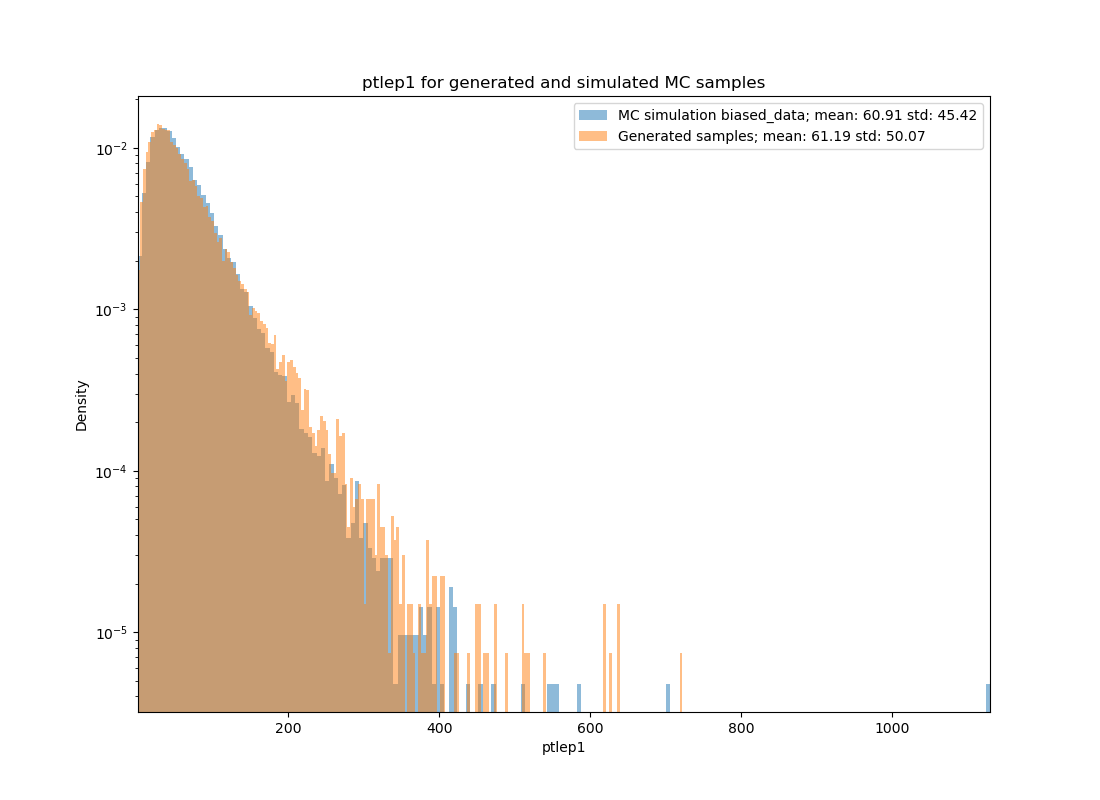 ptlep1 for generated and simulated MC samples
MC simulation biased_data; mean: 60.91 std: 45.42
Generated samples; mean: 61.19 std: 50.07
10⁻²
10⁻³
10⁻⁴
10⁻⁵
Density
200 400 600 800 1000
ptlep1